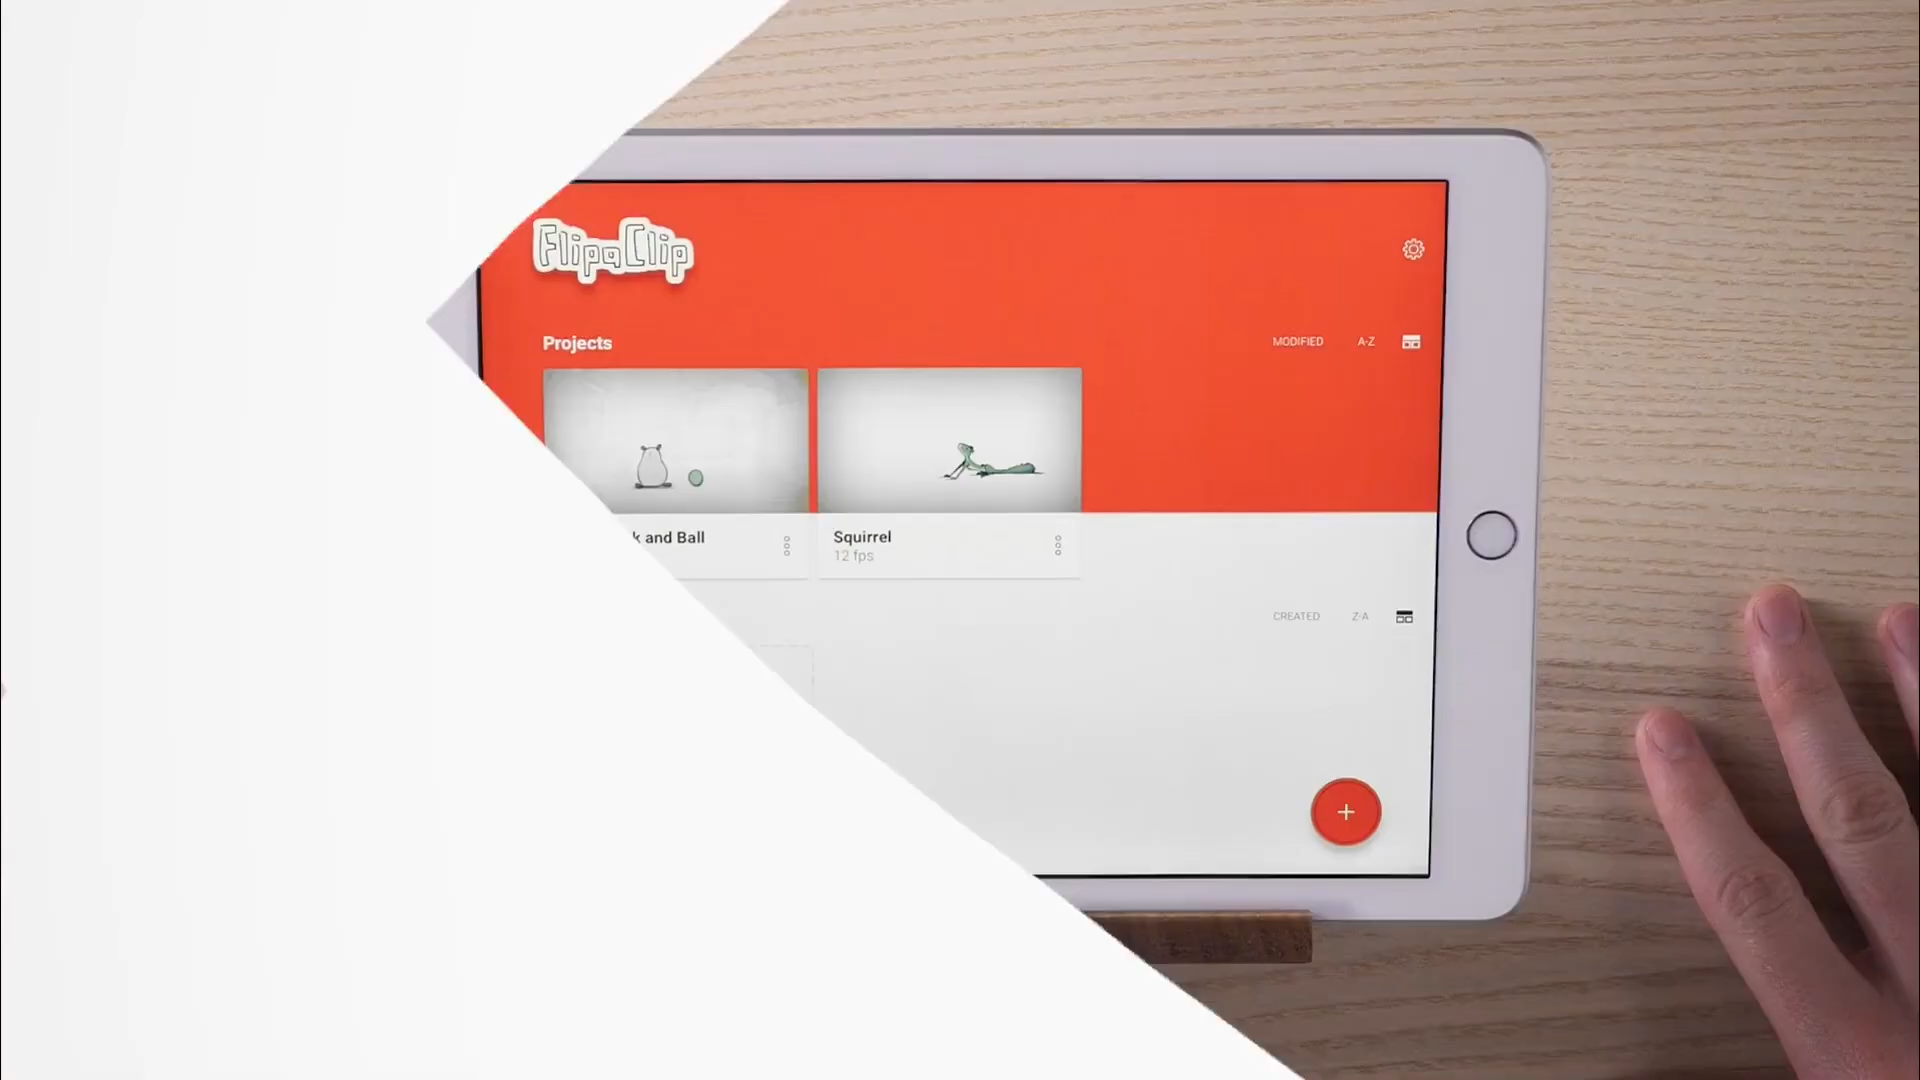 FlipaClip
Projects
MODIFIED A-Z
and Ball
Squirrel
12 fps
CREATED Z-A